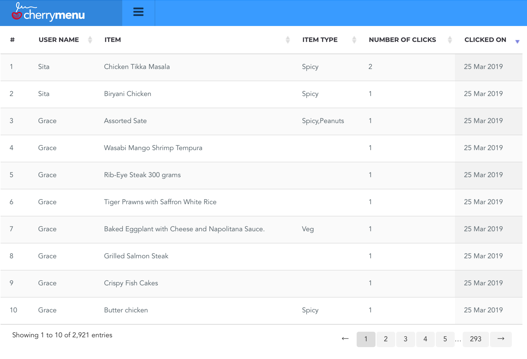 cherrymenu
# USER NAME ITEM ITEM TYPE NUMBER OF CLICKS CLICKED ON
1 Sita Chicken Tikka Masala Spicy 2 25 Mar 2019
2 Sita Biryani Chicken Spicy 1 25 Mar 2019
3 Grace Assorted Sate Spicy,Peanuts 1 25 Mar 2019
4 Grace Wasabi Mango Shrimp Tempura 1 25 Mar 2019
5 Grace Rib-Eye Steak 300 grams 1 25 Mar 2019
6 Grace Tiger Prawns with Saffron White Rice 1 25 Mar 2019
7 Grace Baked Eggplant with Cheese and Napolitana Sauce. Veg 1 25 Mar 2019
8 Grace Grilled Salmon Steak 1 25 Mar 2019
9 Grace Crispy Fish Cakes 1 25 Mar 2019
10 Grace Butter chicken Spicy 1 25 Mar 2019
Showing 1 to 10 of 2,921 entries ← 1 2 3 4 5 … 293 →